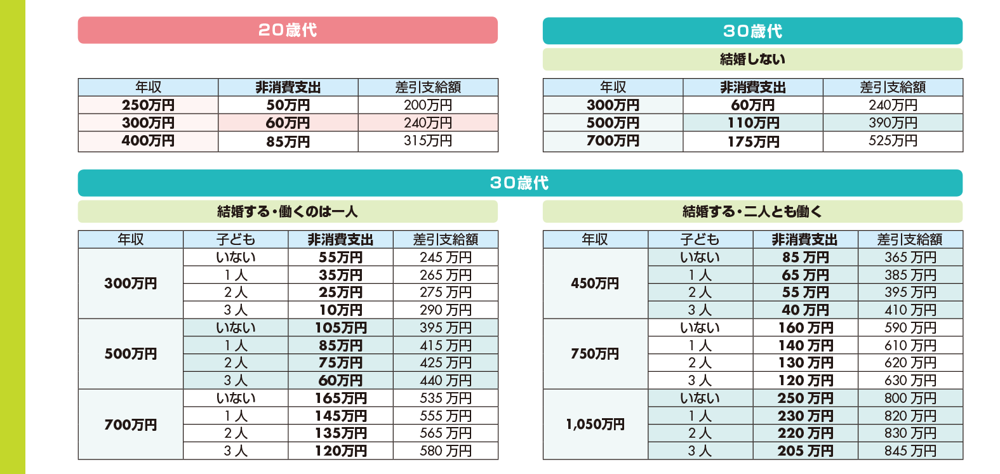 20歳代
年収 非消費支出 差引支給額
250万円 50万円 200万円
300万円 60万円 240万円
400万円 85万円 315万円
30歳代
結婚しない
年収 非消費支出 差引支給額
300万円 60万円 240万円
500万円 110万円 390万円
700万円 175万円 525万円
30歳代
結婚する・働くのは一人
年収 子ども 非消費支出 差引支給額
300万円
いない 55万円 245 万円
1 人 35万円 265 万円
2 人 25万円 275 万円
3 人 10万円 290 万円
500万円
いない 105万円 395 万円
1 人 85万円 415 万円
2 人 75万円 425 万円
3 人 60万円 440 万円
700万円
いない 165万円 535 万円
1 人 145万円 555 万円
2 人 135万円 565 万円
3 人 120万円 580 万円
結婚する・二人とも働く
年収 子ども 非消費支出 差引支給額
450万円
いない 85 万円 365 万円
1 人 65 万円 385 万円
2 人 55 万円 395 万円
3 人 40 万円 410 万円
750万円
いない 160 万円 590 万円
1 人 140 万円 610 万円
2 人 130 万円 620 万円
3 人 120 万円 630 万円
1,050万円
いない 250 万円 800 万円
1 人 230 万円 820 万円
2 人 220 万円 830 万円
3 人 205 万円 845 万円